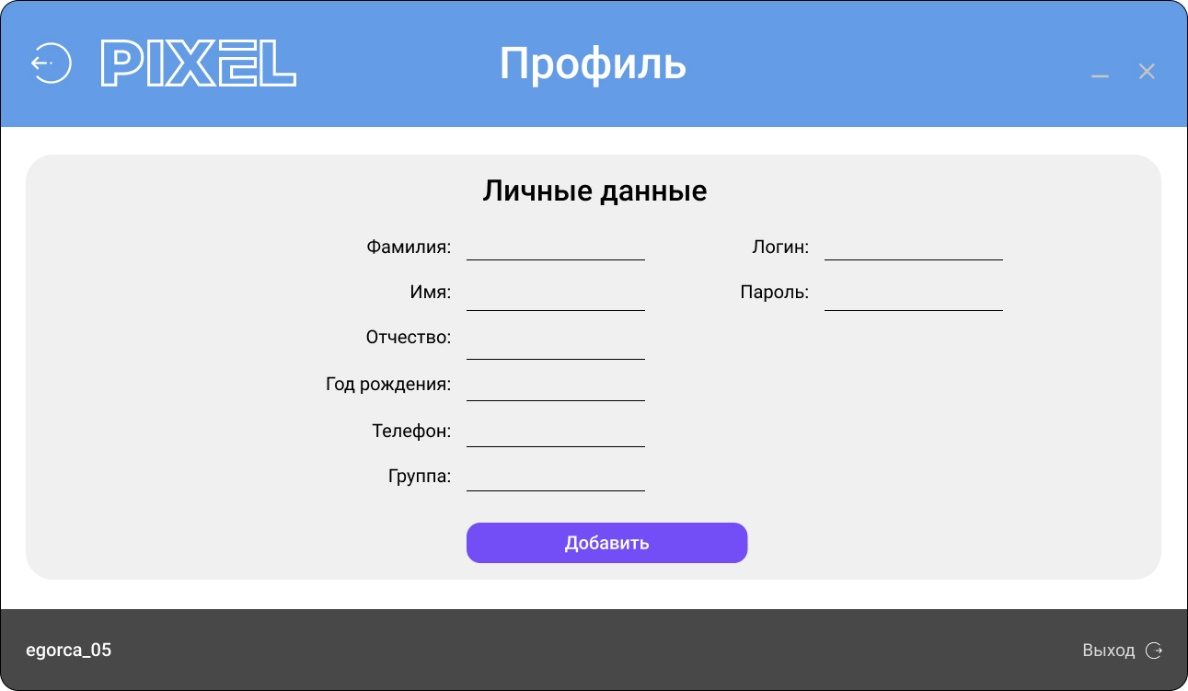 PIXEL
Профиль
Личные данные
Фамилия:
Логин:
Имя:
Пароль:
Отчество:
Год рождения:
Телефон:
Группа:
Добавить
egorca_05
Выход